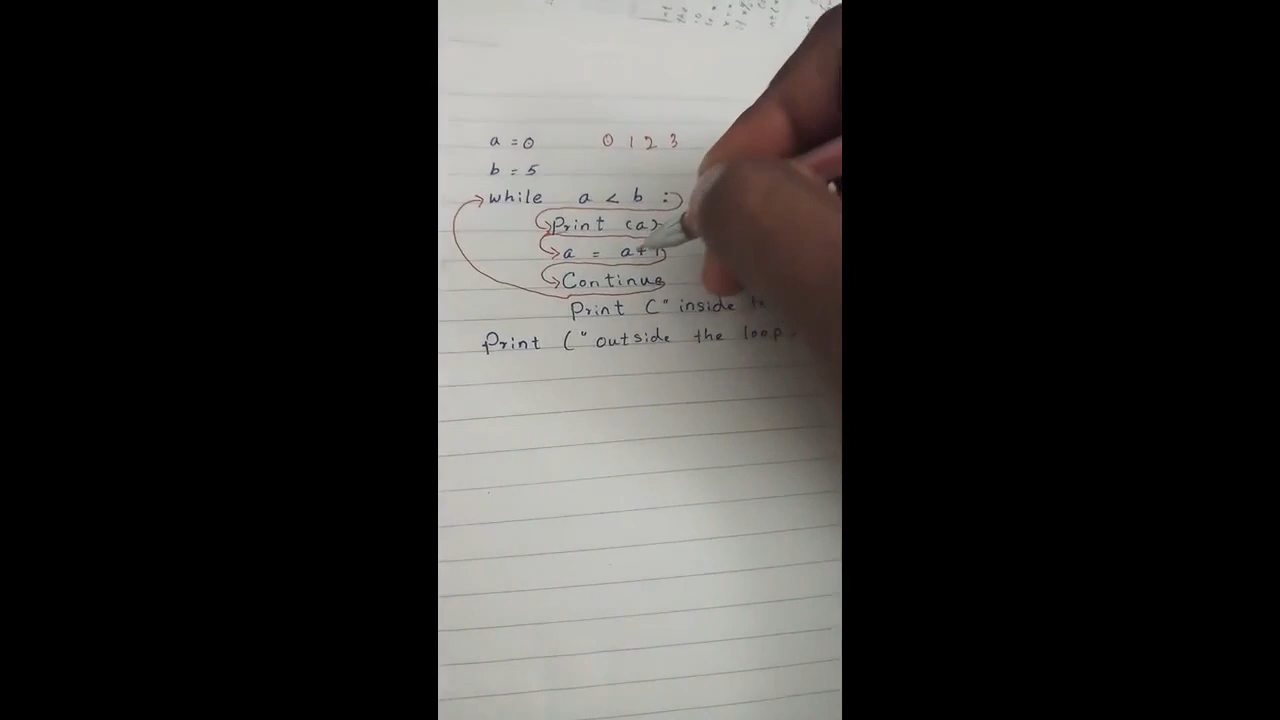 a = 0 0 1 2 3
b = 5
while a < b :
Print (a)
a = a+1
Continue
Print (" inside
Print (" outside the loop